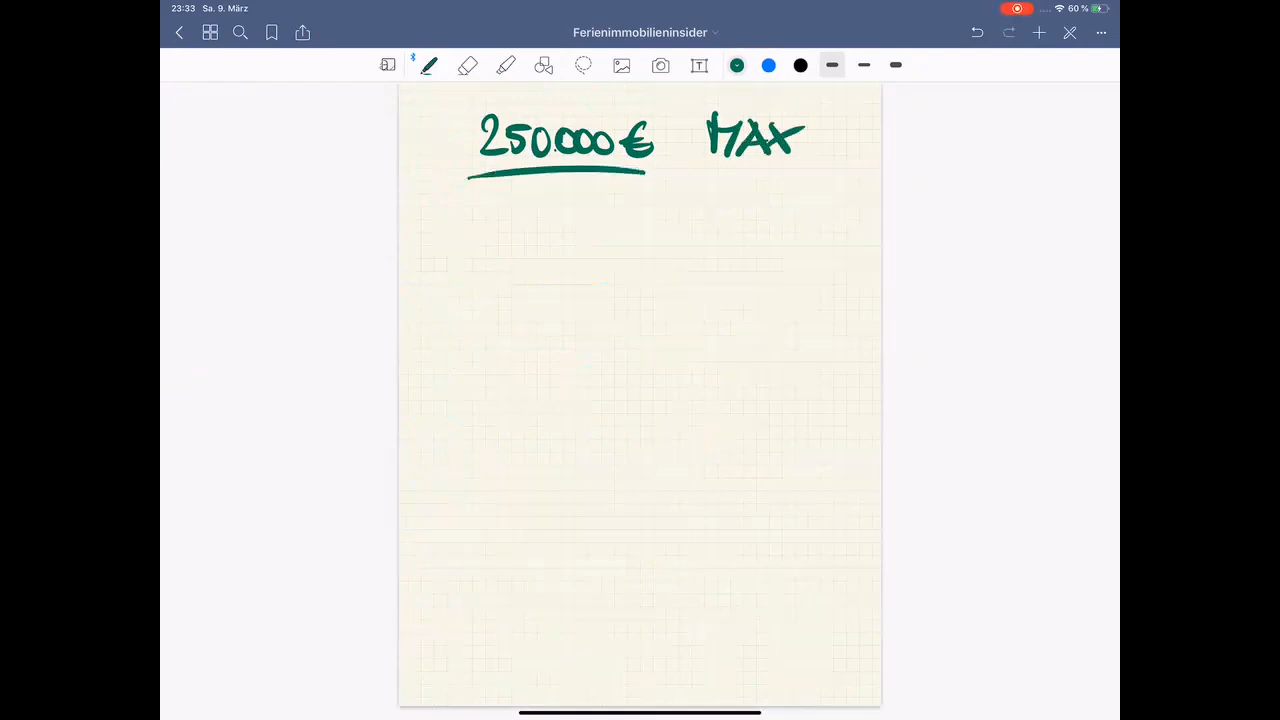 23:33 Sa. 9. März 60 %
Ferienimmobilieninsider
T
250.000 € MAX